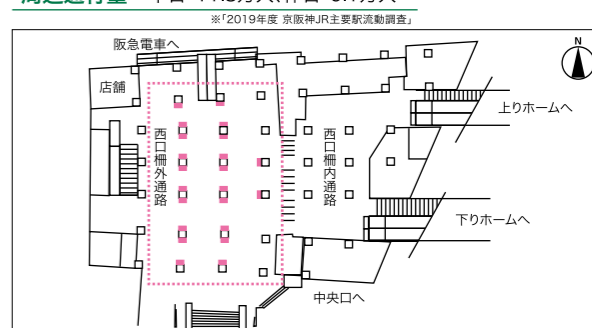 ※「2019年度 京阪神JR主要駅流動調査」
阪急電車へ
N
店舗
上りホームへ
西口柵外通路
西口柵内通路
下りホームへ
中央口へ